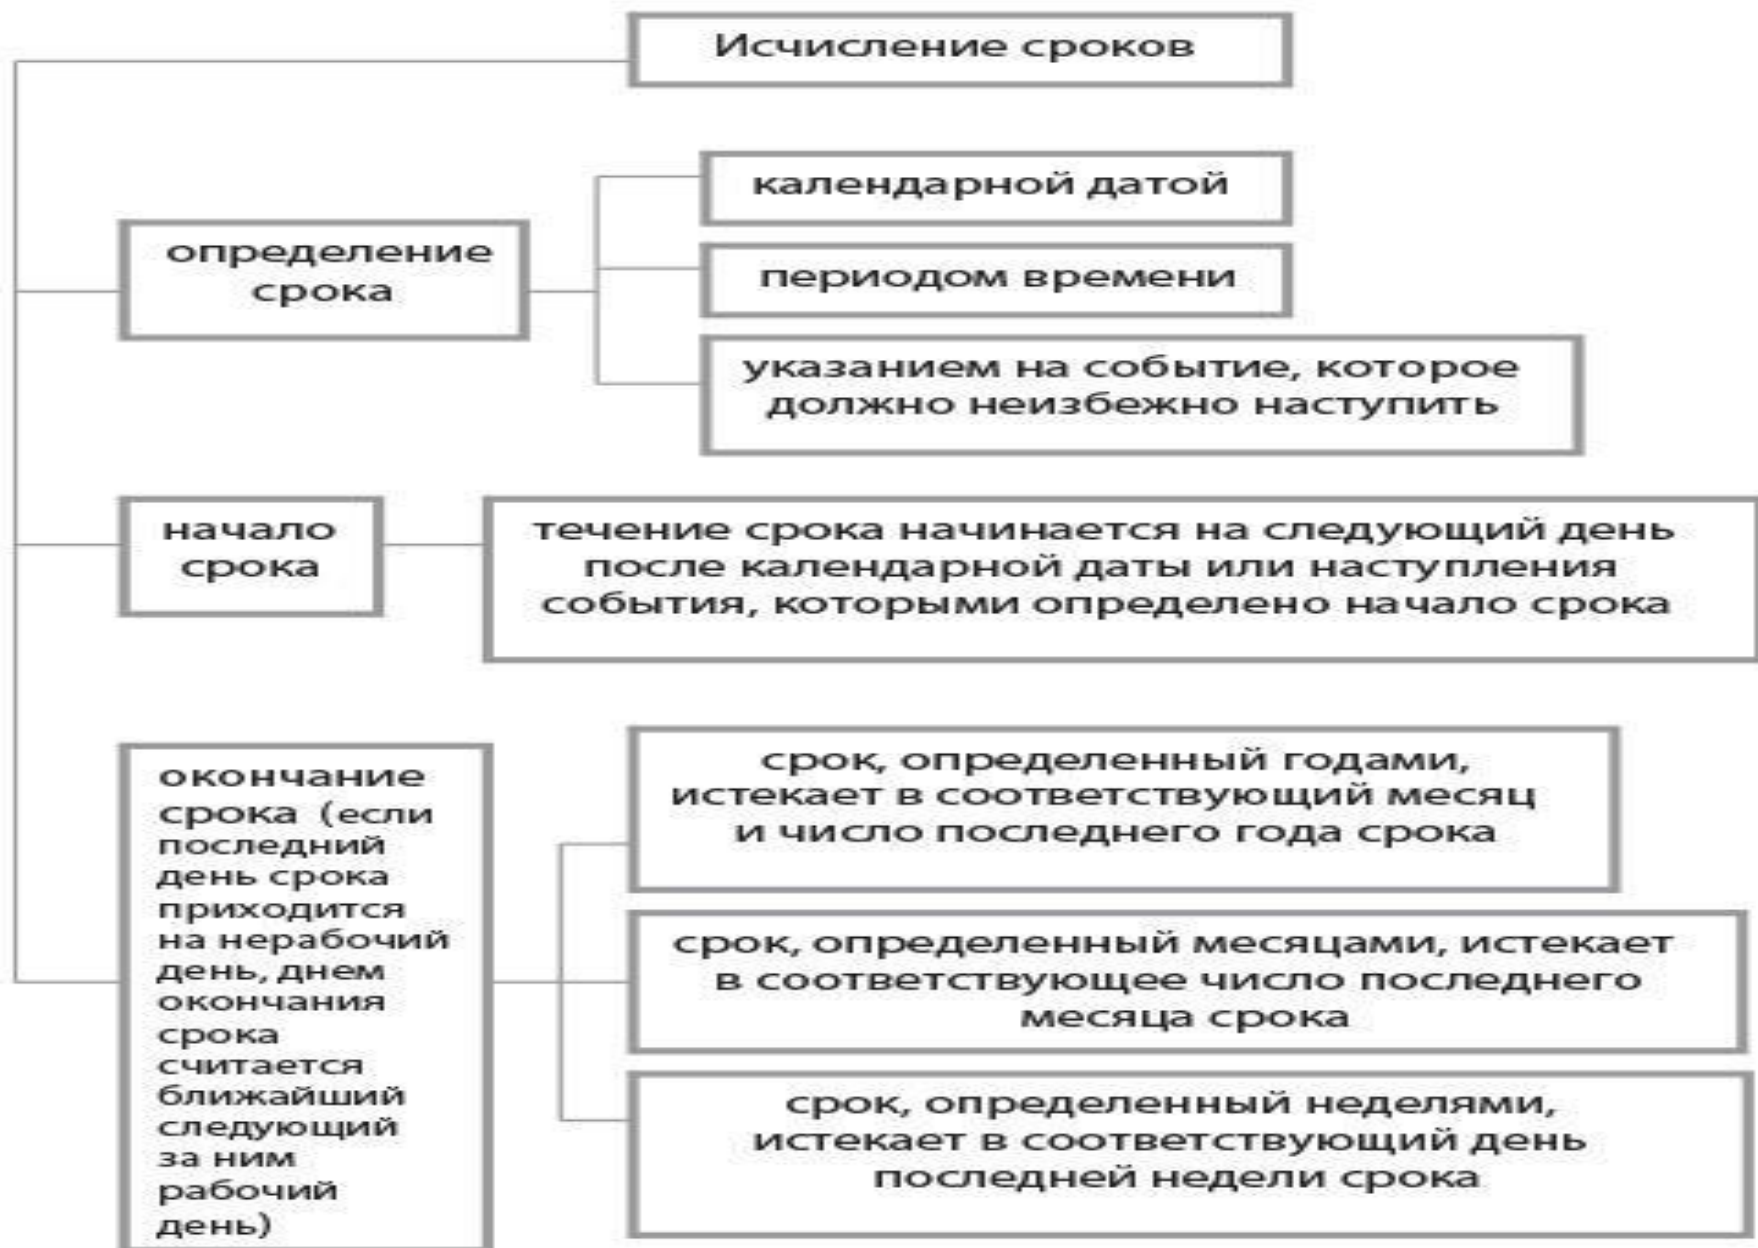 Исчисление сроков
определение
срока
календарной датой
периодом времени
указанием на событие, которое
должно неизбежно наступить
начало
срока
течение срока начинается на следующий день
после календарной даты или наступления
события, которыми определено начало срока
окончание
срока (если
последний
день срока
приходится
на нерабочий
день, днем
окончания
срока
считается
ближайший
следующий
за ним
рабочий
день)
срок, определенный годами,
истекает в соответствующий месяц
и число последнего года срока
срок, определенный месяцами, истекает
в соответствующее число последнего
месяца срока
срок, определенный неделями,
истекает в соответствующий день
последней недели срока